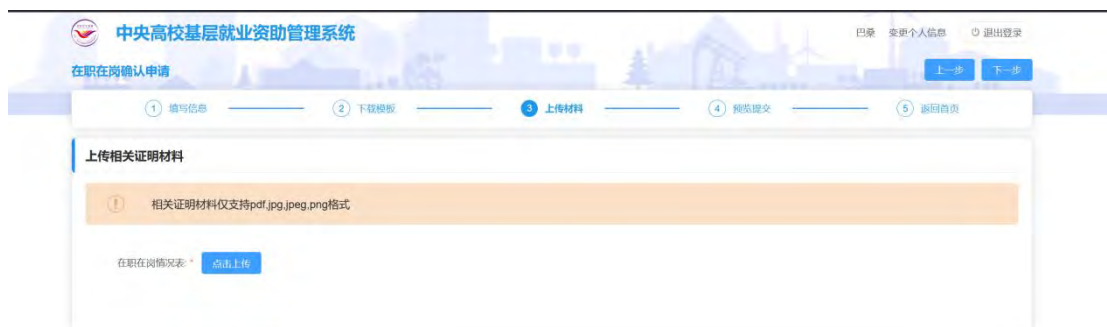 中央高校基层就业资助管理系统
巴桑 变更个人信息 退出登录
在职在岗确认申请
上一步 下一步
1 填写信息 2 下载模板 3 上传材料 4 预览提交 5 返回首页
上传相关证明材料
相关证明材料仅支持pdf,jpg,jpeg,png格式
在职在岗情况表: * 点击上传